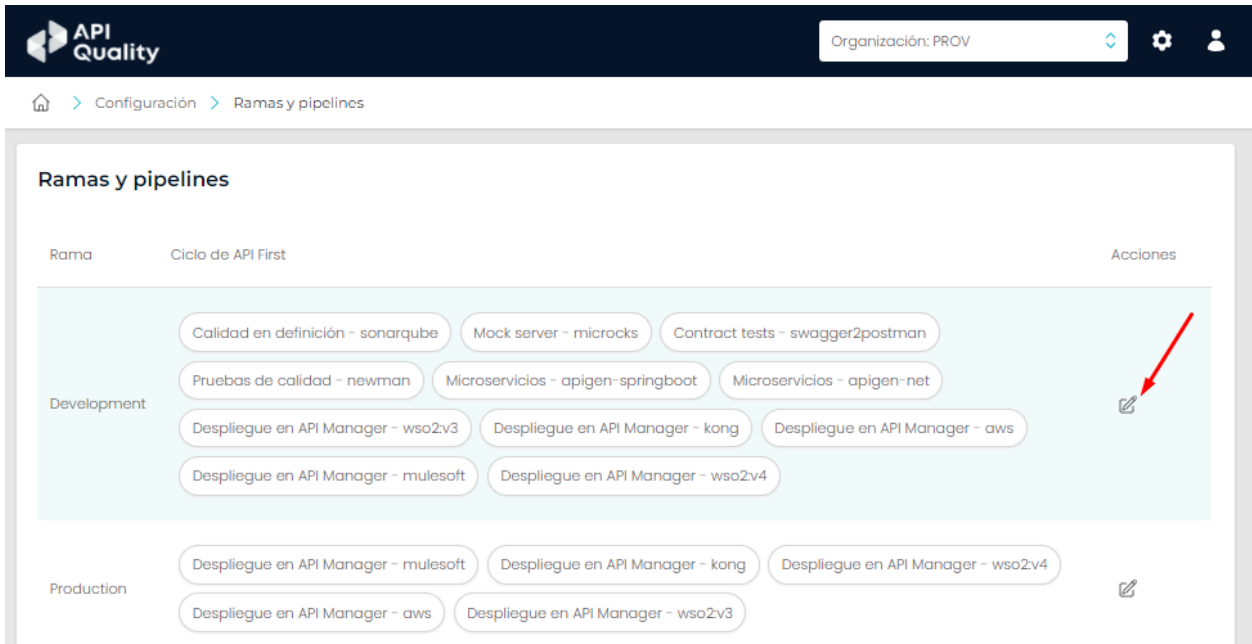 API
Quality
Organización: PROV
Configuración Ramas y pipelines
Ramas y pipelines
Rama Ciclo de API First Acciones
Calidad en definición - sonarqube Mock server - microcks Contract tests - swagger2postman
Pruebas de calidad - newman Microservicios - apigen-springboot Microservicios - apigen-net
Development
Despliegue en API Manager - wso2:v3 Despliegue en API Manager - kong Despliegue en API Manager - aws
Despliegue en API Manager - mulesoft Despliegue en API Manager - wso2:v4
Despliegue en API Manager - mulesoft Despliegue en API Manager - kong Despliegue en API Manager - wso2:v4
Production
Despliegue en API Manager - aws Despliegue en API Manager - wso2:v3